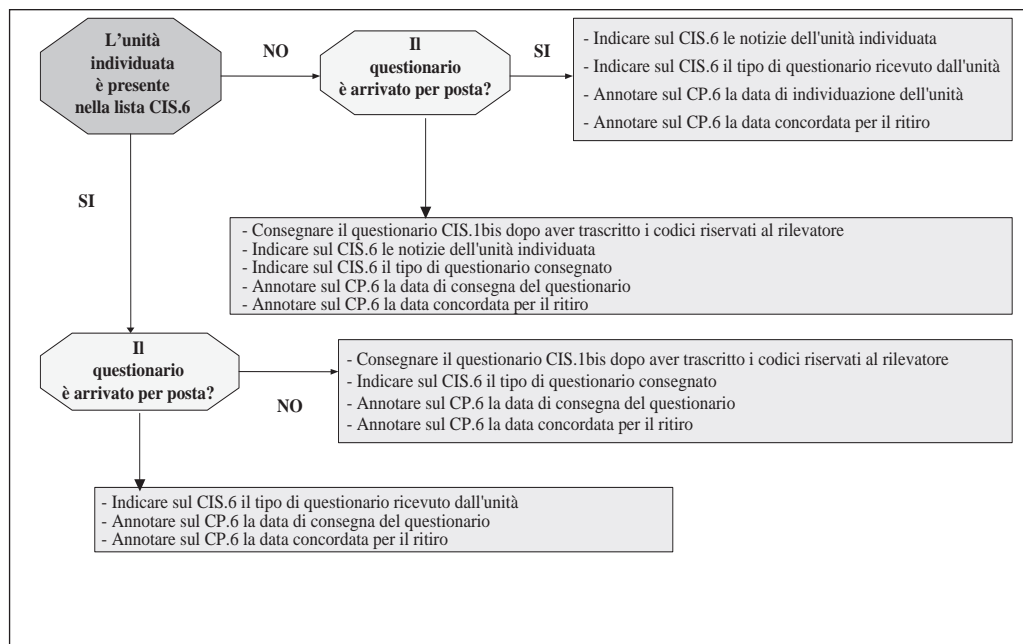 L'unità
individuata
è presente
nella lista CIS.6
NO
Il
questionario
è arrivato per posta?
SI
- Indicare sul CIS.6 le notizie dell'unità individuata
- Indicare sul CIS.6 il tipo di questionario ricevuto dall'unità
- Annotare sul CP.6 la data di individuazione dell'unità
- Annotare sul CP.6 la data concordata per il ritiro
SI
- Consegnare il questionario CIS.1bis dopo aver trascritto i codici riservati al rilevatore
- Indicare sul CIS.6 le notizie dell'unità individuata
- Indicare sul CIS.6 il tipo di questionario consegnato
- Annotare sul CP.6 la data di consegna del questionario
- Annotare sul CP.6 la data concordata per il ritiro
Il
questionario
è arrivato per posta?
NO
- Consegnare il questionario CIS.1bis dopo aver trascritto i codici riservati al rilevatore
- Indicare sul CIS.6 il tipo di questionario consegnato
- Annotare sul CP.6 la data di consegna del questionario
- Annotare sul CP.6 la data concordata per il ritiro
- Indicare sul CIS.6 il tipo di questionario ricevuto dall'unità
- Annotare sul CP.6 la data di consegna del questionario
- Annotare sul CP.6 la data concordata per il ritiro